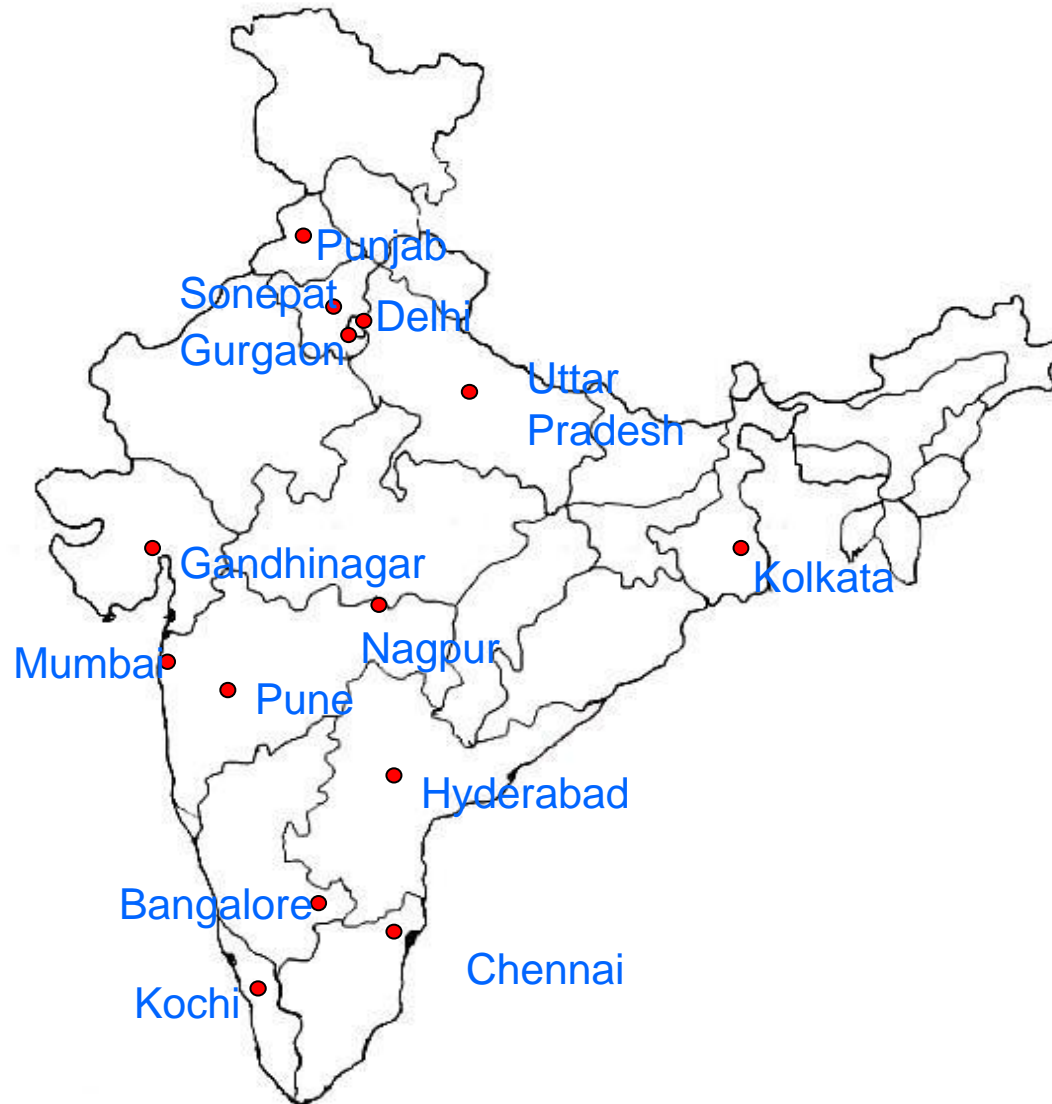 Punjab
Sonepat
Delhi
Gurgaon
Uttar
Pradesh
Gandhinagar
Kolkata
Nagpur
Mumbai
Pune
Hyderabad
Bangalore
Chennai
Kochi